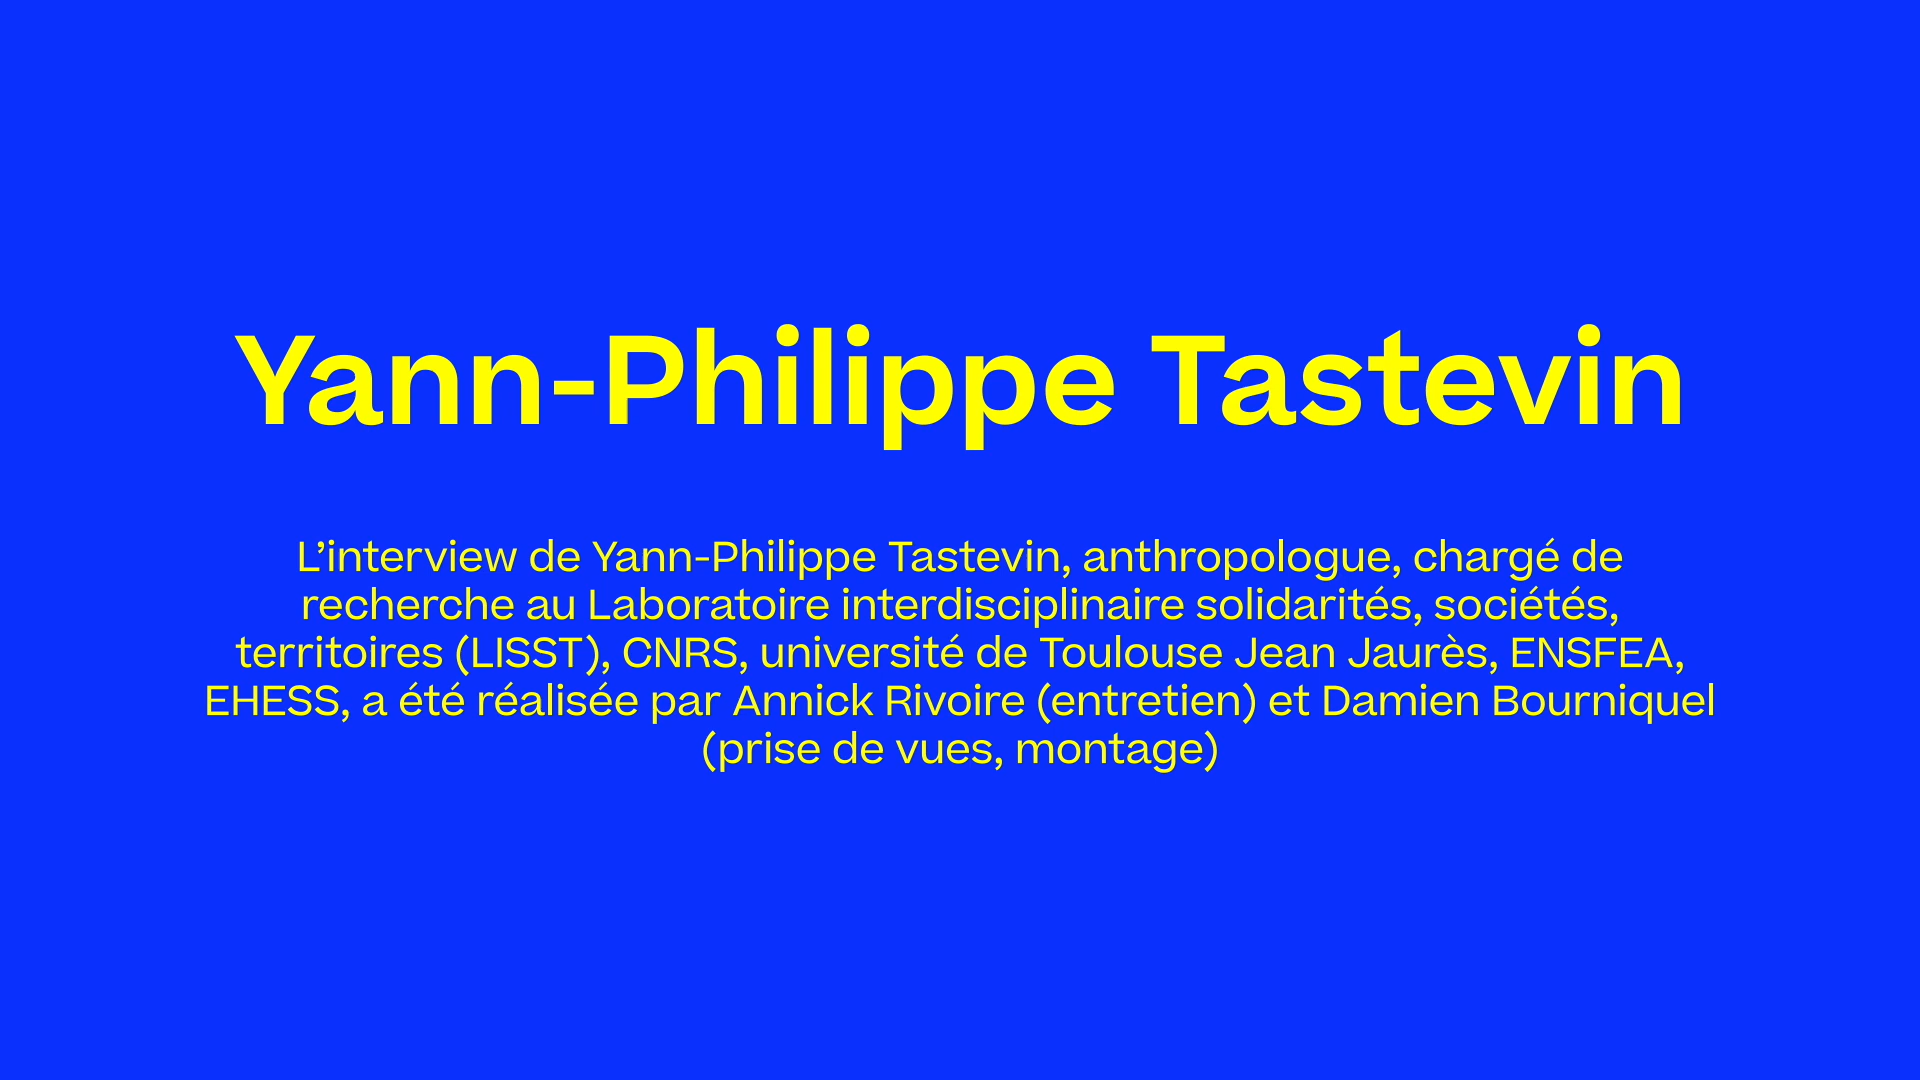 Yann-Philippe Tastevin
L’interview de Yann-Philippe Tastevin, anthropologue, chargé de
recherche au Laboratoire interdisciplinaire solidarités, sociétés,
territoires (LISST), CNRS, université de Toulouse Jean Jaurès, ENSFEA,
EHESS, a été réalisée par Annick Rivoire (entretien) et Damien Bourniquel
(prise de vues, montage)